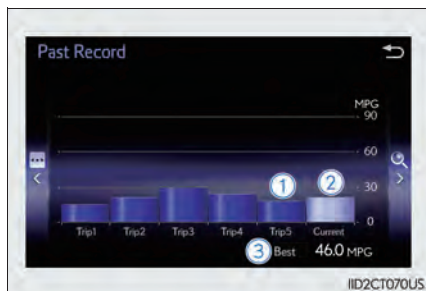 Past Record
MPG
90
60
1 2
30
0
Trip1 Trip2 Trip3 Trip4 Trip5 Current
3 Best 46.0 MPG
IID2CT070US